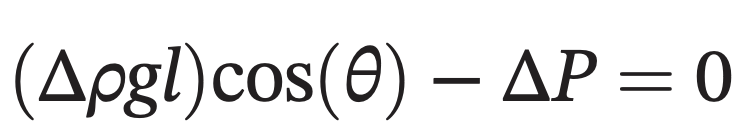 (Δρgl)cos(θ) − ΔP = 0